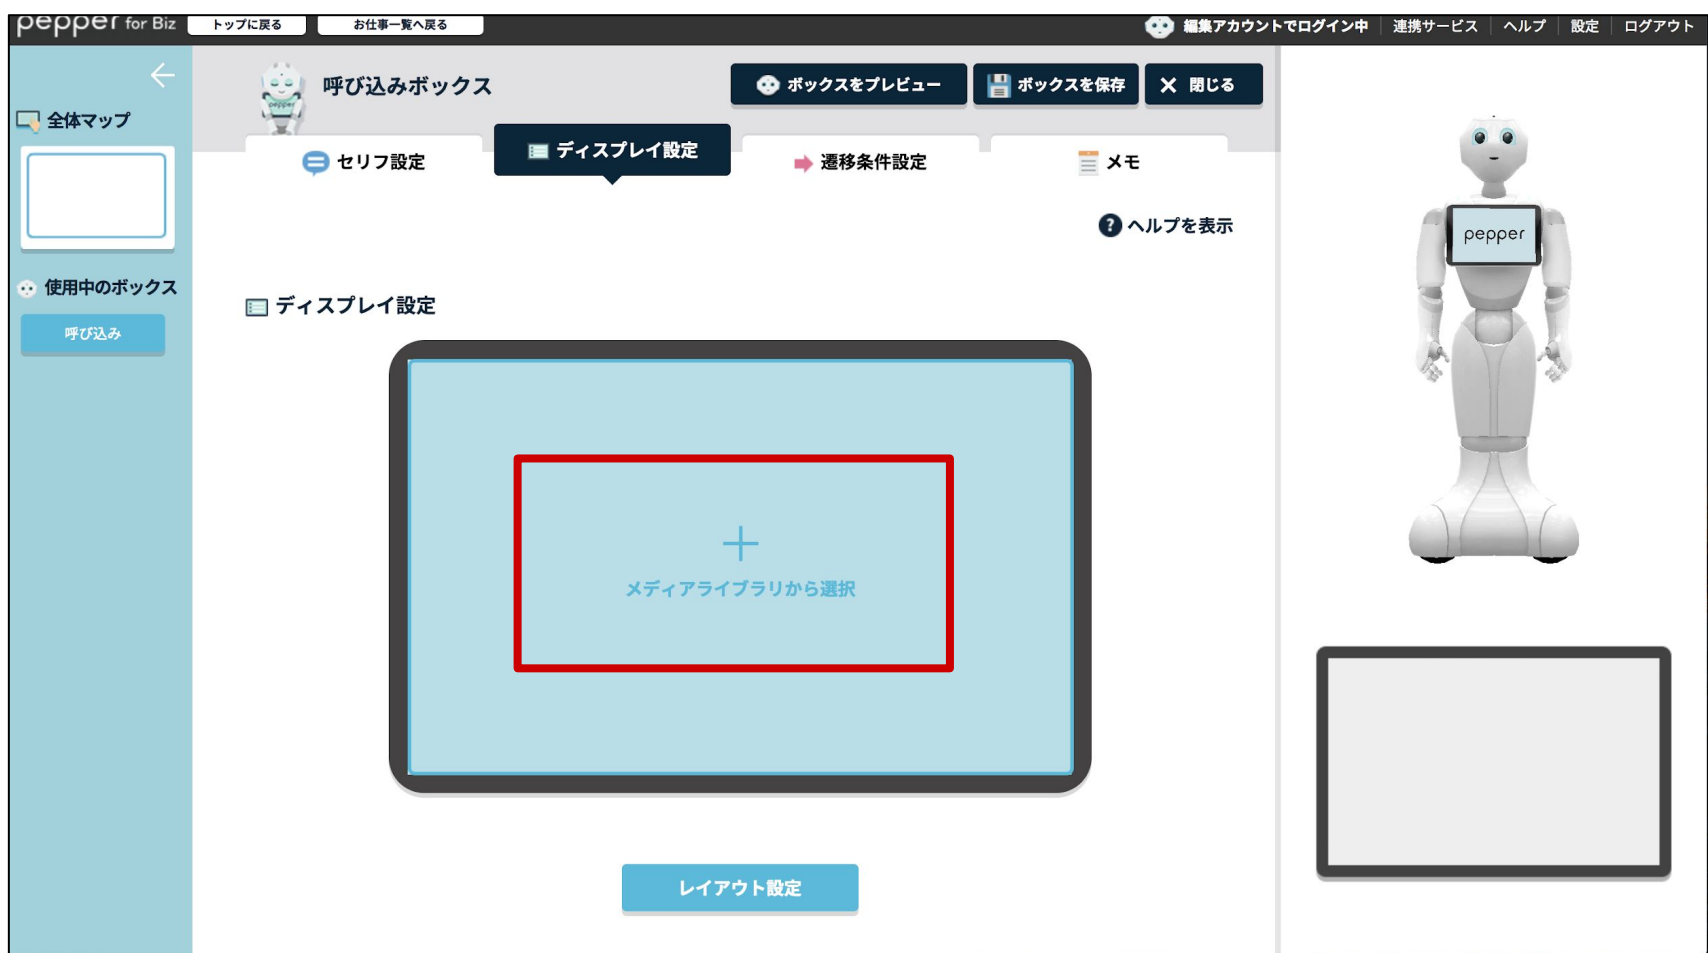 pepper for Biz トップに戻る お仕事一覧へ戻る 編集アカウントでログイン中 連携サービス ヘルプ 設定 ログアウト
呼び込みボックス ボックスをプレビュー ボックスを保存 × 閉じる
全体マップ
セリフ設定 ディスプレイ設定 遷移条件設定 メモ
? ヘルプを表示
pepper
使用中のボックス
呼び込み
ディスプレイ設定
メディアライブラリから選択
レイアウト設定